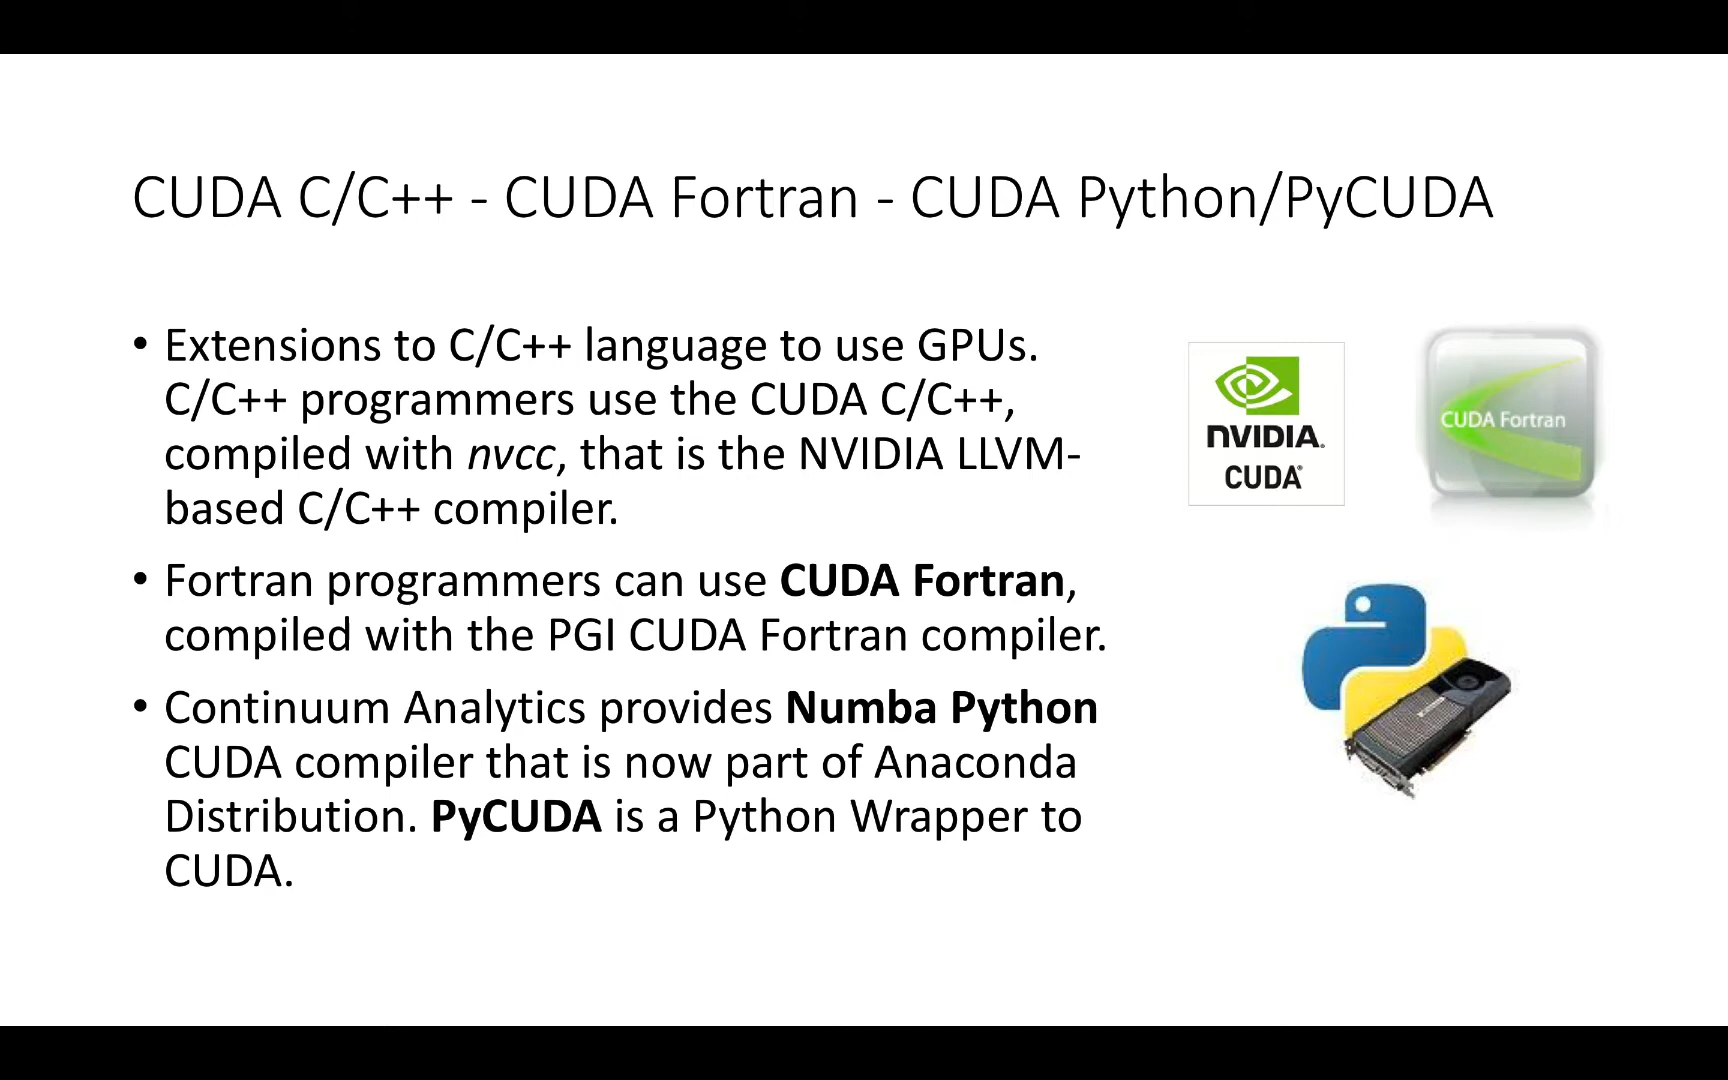 CUDA C/C++ - CUDA Fortran - CUDA Python/PyCUDA
• Extensions to C/C++ language to use GPUs.
C/C++ programmers use the CUDA C/C++,
compiled with nvcc, that is the NVIDIA LLVM-
based C/C++ compiler.
• Fortran programmers can use CUDA Fortran,
compiled with the PGI CUDA Fortran compiler.
• Continuum Analytics provides Numba Python
CUDA compiler that is now part of Anaconda
Distribution. PyCUDA is a Python Wrapper to
CUDA.
NVIDIA.
CUDA®
CUDA Fortran